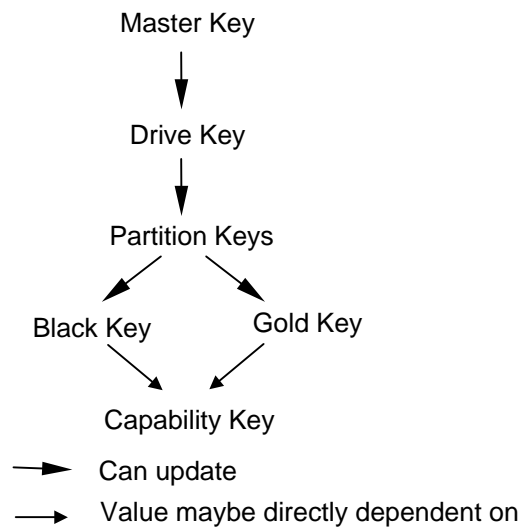 Master Key
Drive Key
Partition Keys
Black Key
Gold Key
Capability Key
Can update
Value maybe directly dependent on